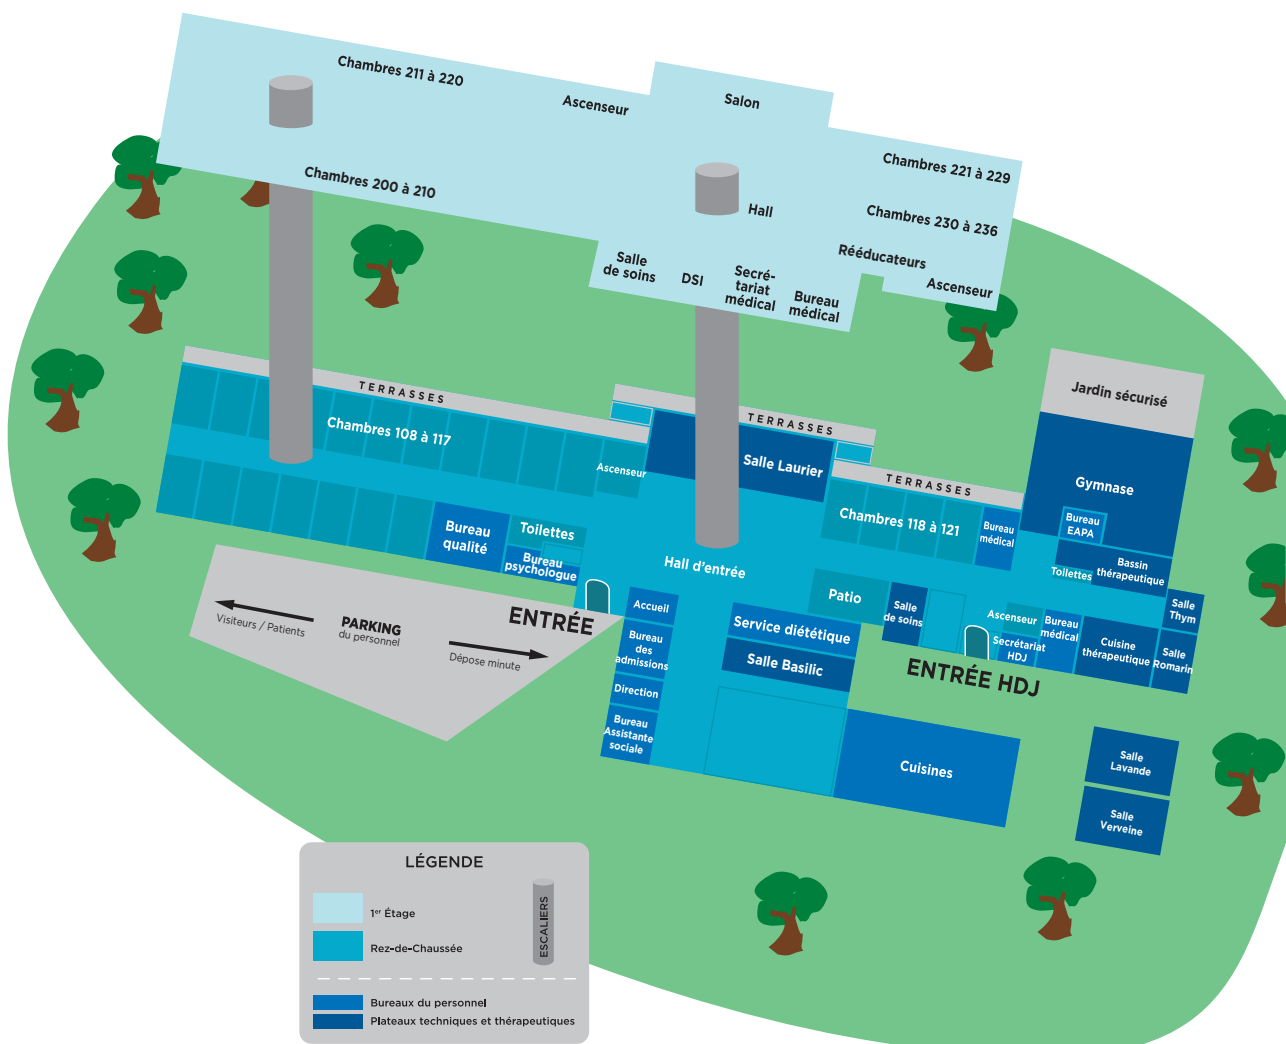 Chambres 211 à 220
Ascenseur
Salon
Chambres 221 à 229
Chambres 200 à 210
Hall
Chambres 230 à 236
Rééducateurs
Ascenseur
Salle
de soins
DSI
Secré-
tariat
médical
Bureau
médical
TERRASSES
Chambres 108 à 117
Ascenseur
TERRASSES
Salle Laurier
TERRASSES
Chambres 118 à 121
Bureau
médical
Jardin sécurisé
Gymnase
Bureau
EAPA
Bassin
thérapeutique
Toilettes
Bureau
qualité
Toilettes
Bureau
psychologue
Hall d'entrée
Patio
Salle
de soins
Ascenseur
Secrétariat
HDJ
Bureau
médical
Cuisine
thérapeutique
Salle
Thym
Salle
Romarin
ENTRÉE
ENTRÉE HDJ
Visiteurs / Patients
PARKING
du personnel
Dépose minute
Accueil
Bureau
des
admissions
Direction
Bureau
Assistante
sociale
Service diététique
Salle Basilic
Cuisines
Salle
Lavande
Salle
Verveine
LÉGENDE
1er Étage
Rez-de-Chaussée
ESCALIERS
Bureaux du personnel
Plateaux techniques et thérapeutiques